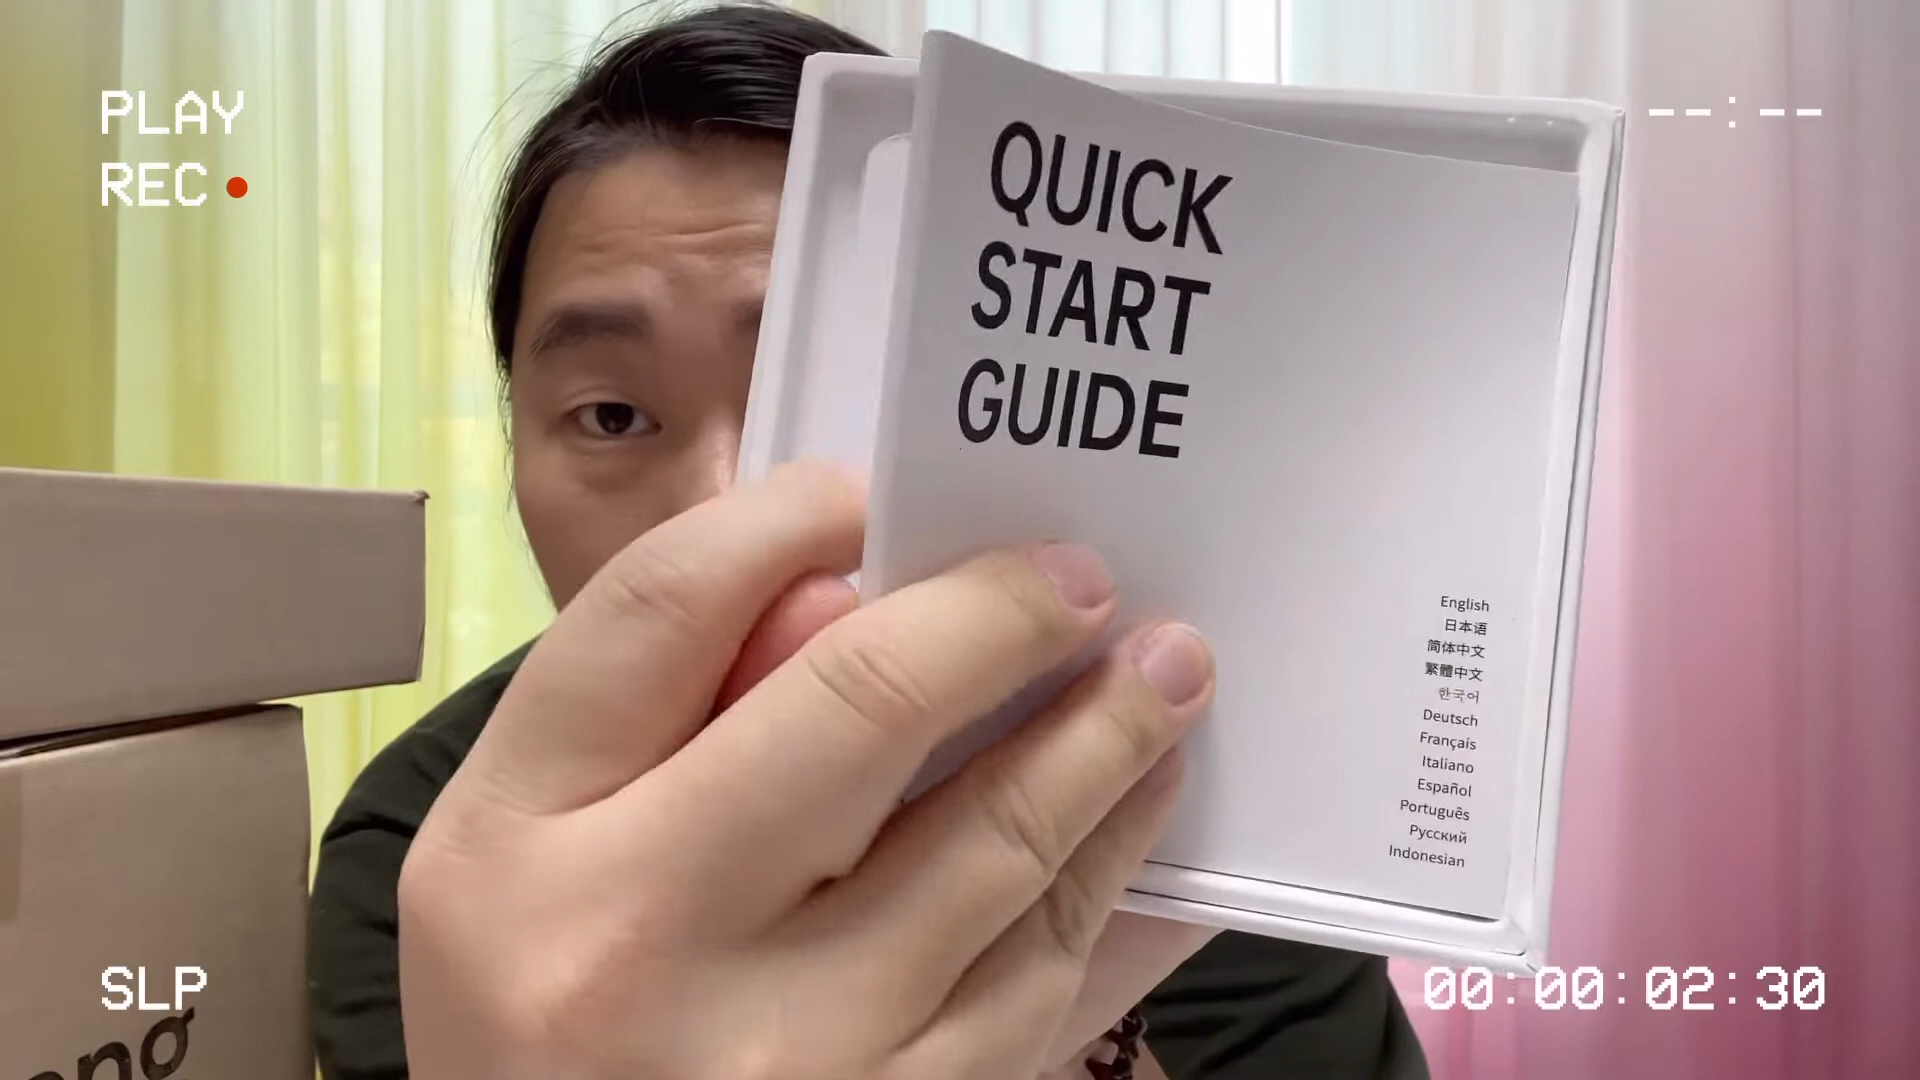 PLAY
REC
--:--
QUICK
START
GUIDE
English
日本语
简体中文
繁體中文
한국어
Deutsch
Français
Italiano
Español
Português
Русский
Indonesian
SLP
00:00:02:30